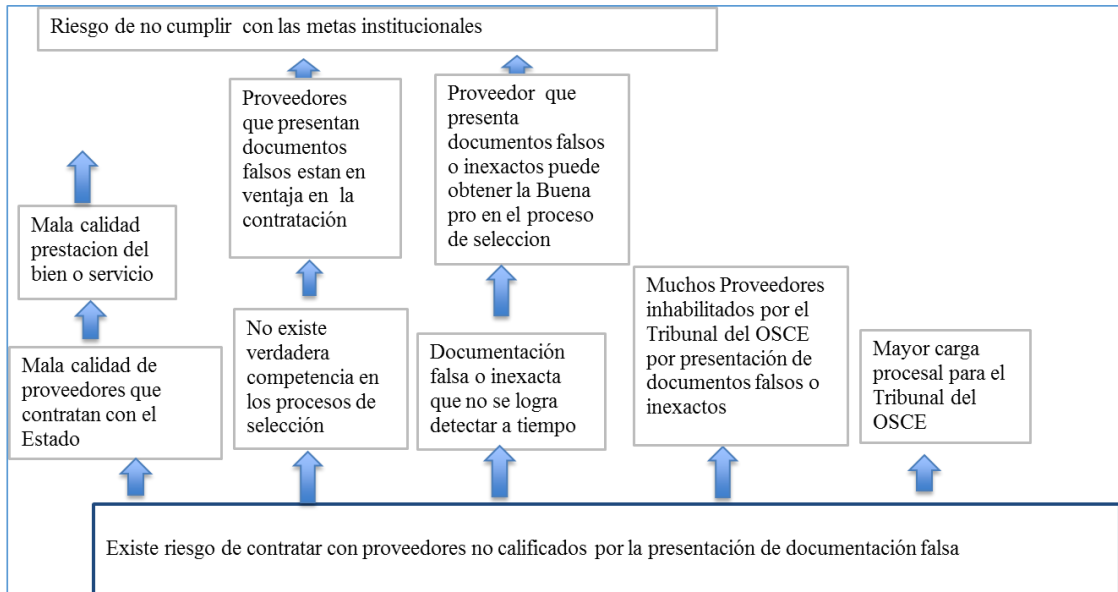 Riesgo de no cumplir con las metas institucionales
Proveedores
que presentan
documentos
falsos estan en
ventaja en la
contratación
Proveedor que
presenta
documentos falsos
o inexactos puede
obtener la Buena
pro en el proceso
de seleccion
Mala calidad
prestacion del
bien o servicio
Muchos Proveedores
inhabilitados por el
Tribunal del OSCE
por presentación de
documentos falsos o
inexactos
Mala calidad de
proveedores que
contratan con el
Estado
No existe
verdadera
competencia en
los procesos de
selección
Documentación
falsa o inexacta
que no se logra
detectar a tiempo
Mayor carga
procesal para el
Tribunal del
OSCE
Existe riesgo de contratar con proveedores no calificados por la presentación de documentación falsa